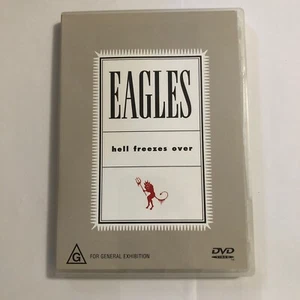 EAGLES
hell freezes over
G
FOR GENERAL EXHIBITION
DVD